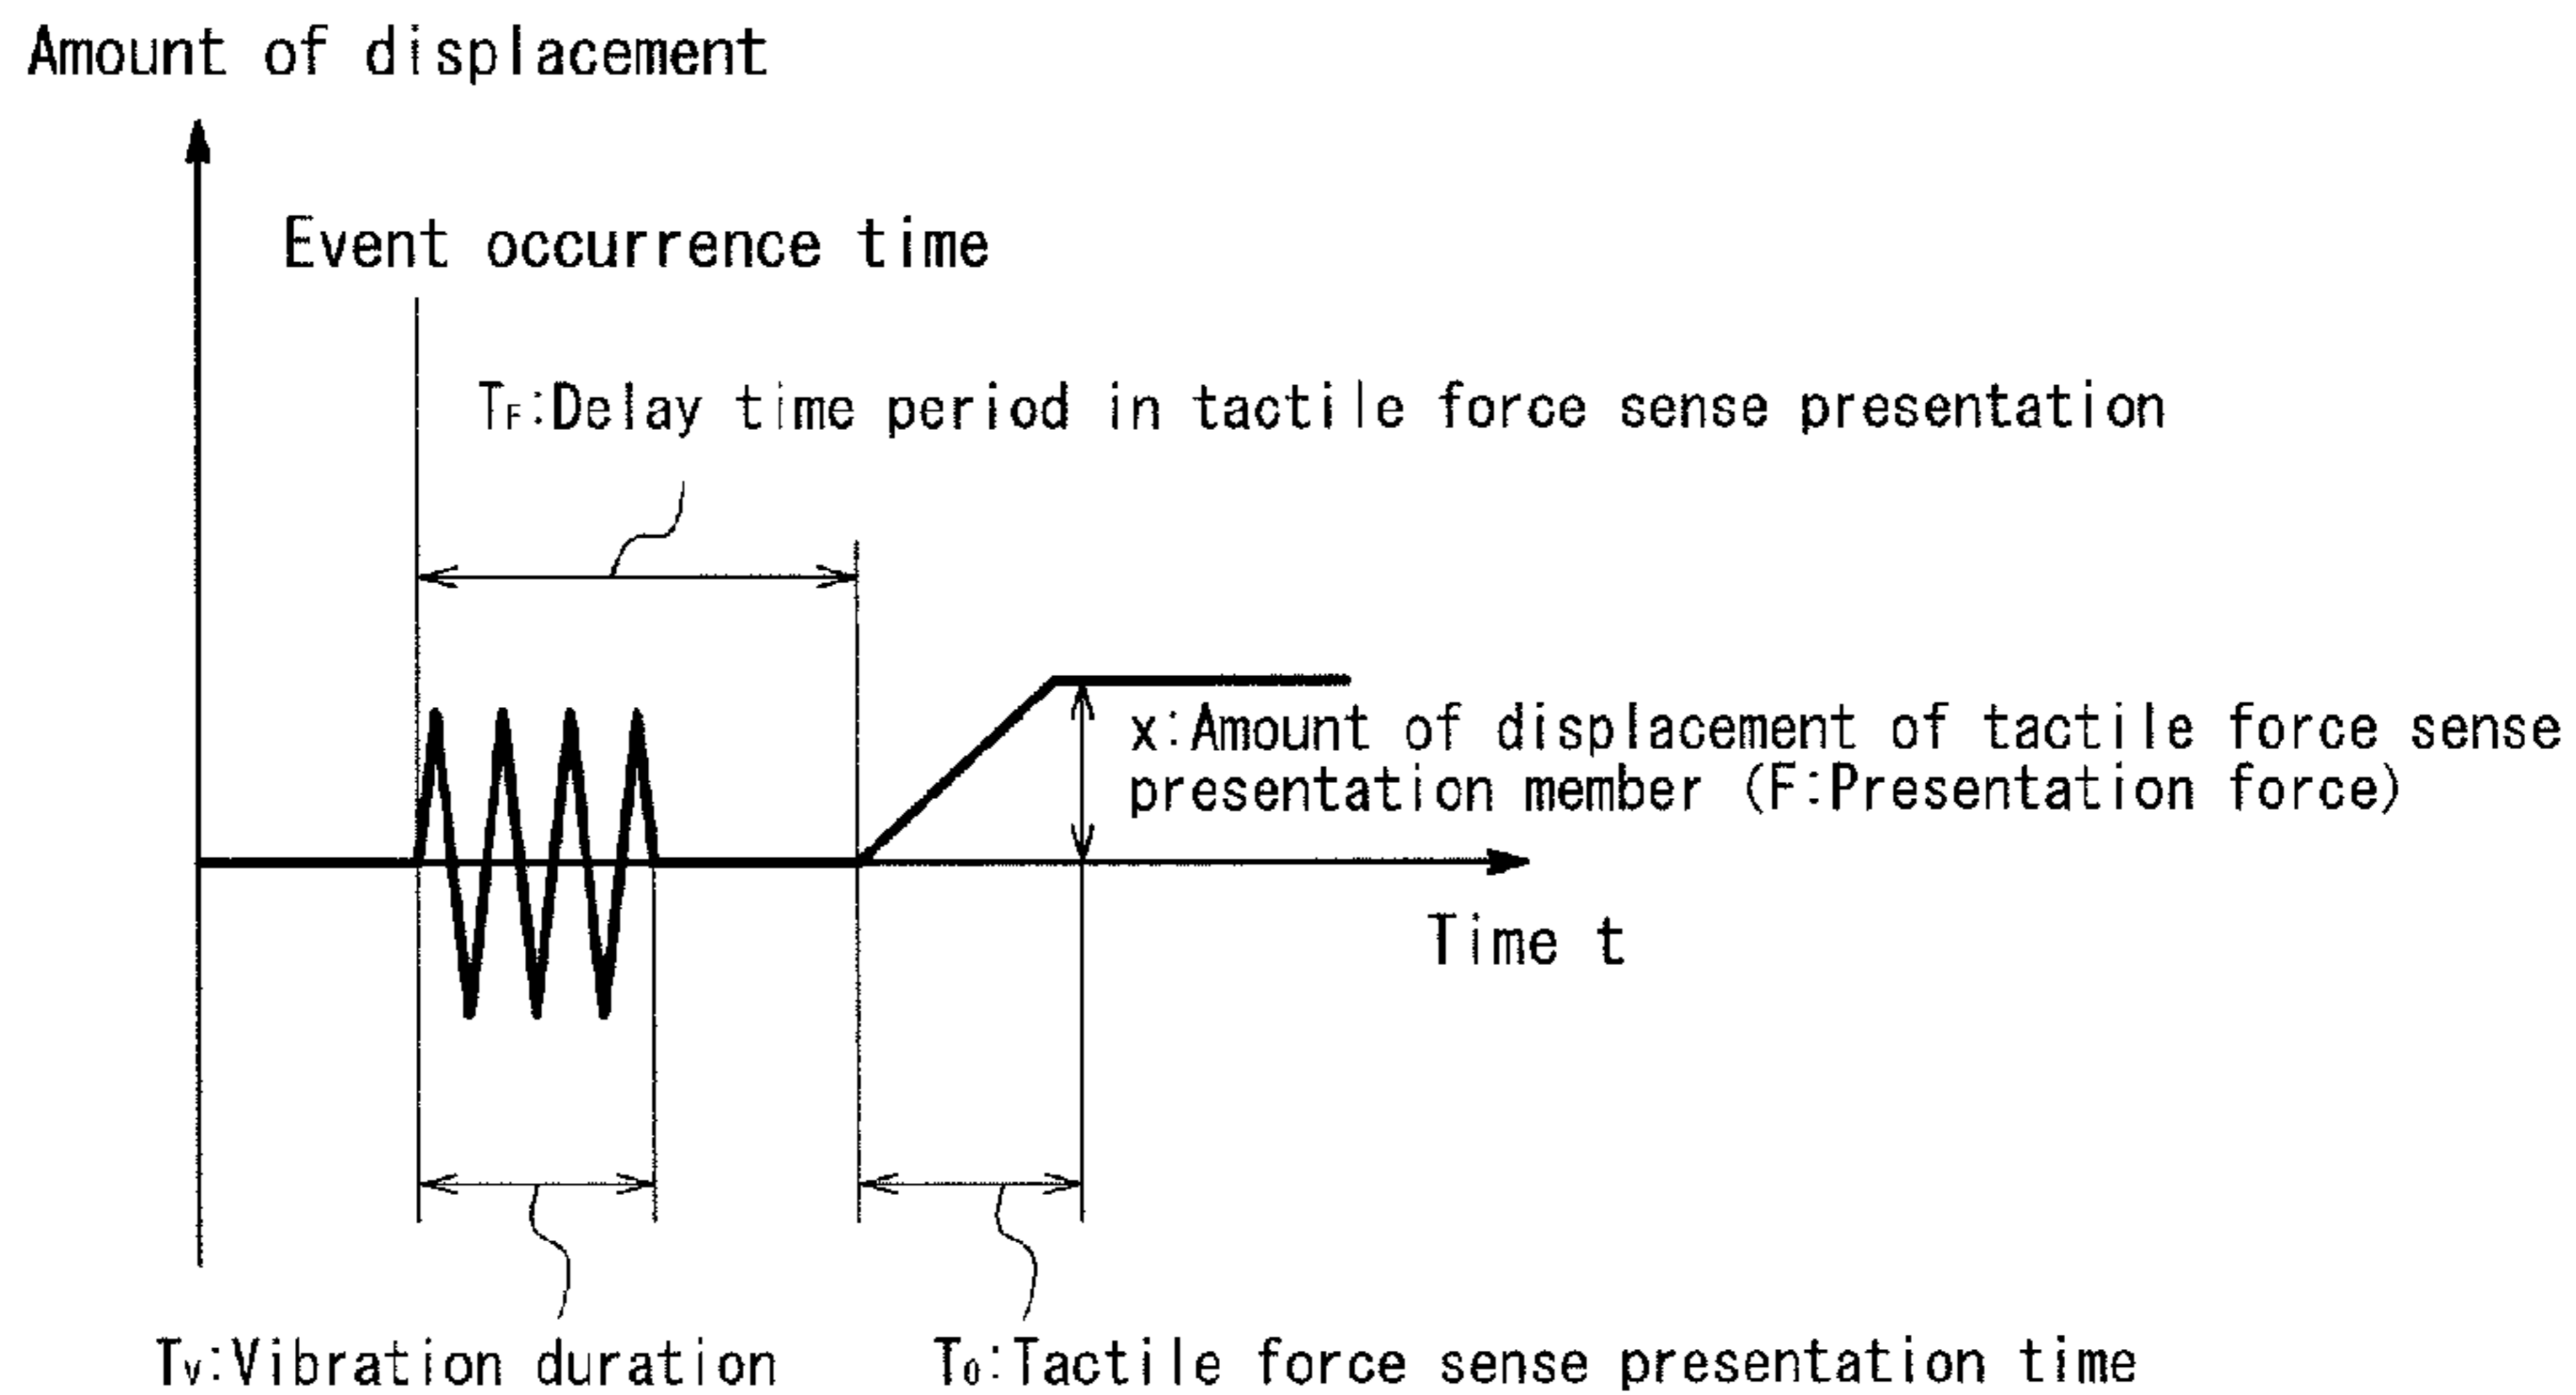 Amount of displacement
Event occurrence time
TF:Delay time period in tactile force sense presentation
x:Amount of displacement of tactile force sense
presentation member (F:Presentation force)
Time t
TV:Vibration duration
T0:Tactile force sense presentation time